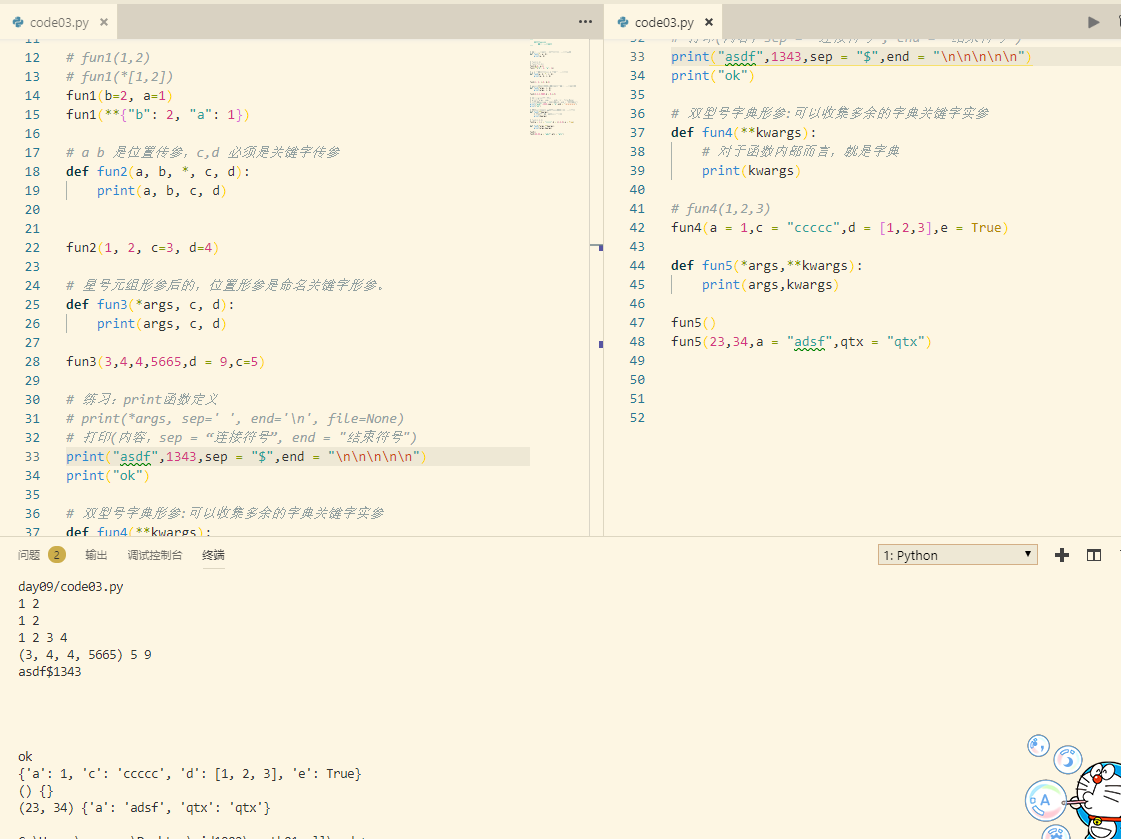 code03.py
11
12 # fun1(1,2)
13 # fun1(*[1,2])
14 fun1(b=2, a=1)
15 fun1(**{"b": 2, "a": 1})
16
17 # a b 是位置传参，c,d 必须是关键字传参
18 def fun2(a, b, *, c, d):
19 print(a, b, c, d)
20
21
22 fun2(1, 2, c=3, d=4)
23
24 # 星号元组形参后的，位置形参是命名关键字形参。
25 def fun3(*args, c, d):
26 print(args, c, d)
27
28 fun3(3,4,4,5665,d = 9,c=5)
29
30 # 练习：print函数定义
31 # print(*args, sep=' ', end='\n', file=None)
32 # 打印(内容，sep = “连接符号”, end = "结束符号")
33 print("asdf",1343,sep = "$",end = "\n\n\n\n\n")
34 print("ok")
35
36 # 双型号字典形参:可以收集多余的字典关键字实参
37 def fun4(**kwargs):
code03.py
32 # 打印(内容，sep = “连接符号”, end = "结束符号")
33 print("asdf",1343,sep = "$",end = "\n\n\n\n\n")
34 print("ok")
35
36 # 双型号字典形参:可以收集多余的字典关键字实参
37 def fun4(**kwargs):
38 # 对于函数内部而言，就是字典
39 print(kwargs)
40
41 # fun4(1,2,3)
42 fun4(a = 1,c = "ccccc",d = [1,2,3],e = True)
43
44 def fun5(*args,**kwargs):
45 print(args,kwargs)
46
47 fun5()
48 fun5(23,34,a = "adsf",qtx = "qtx")
49
50
51
52
问题 2 输出 调试控制台 终端
1: Python
day09/code03.py
1 2
1 2
1 2 3 4
(3, 4, 4, 5665) 5 9
asdf$1343
ok
{'a': 1, 'c': 'ccccc', 'd': [1, 2, 3], 'e': True}
() {}
(23, 34) {'a': 'adsf', 'qtx': 'qtx'}
A